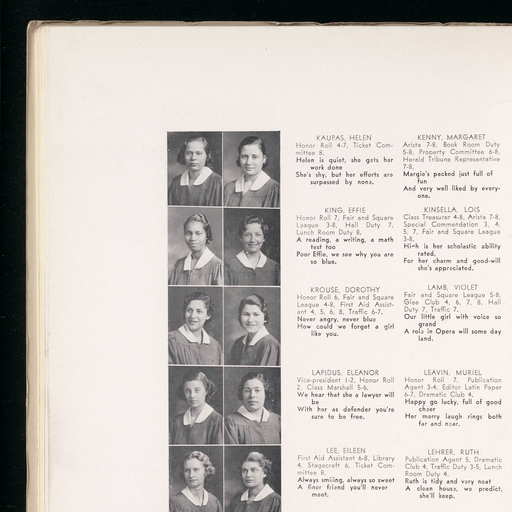 KAUPAS, HELEN
Honor Roll 4-7, Ticket Com-
mittee 8.
Helen is quiet, she gets her
work done
She's shy, but her efforts are
surpassed by none.
KENNY, MARGARET
Arista 7-8, Book Room Duty
5-8, Property Committee 6-8.
Herald Tribune Representative
7-8.
Margie's packed just full of
fun
And very well liked by every-
one.
KING, EFFIE
Honor Roll 7, Fair and Square
League 3-8, Hall Duty 7,
Lunch Room Duty 8.
A reading, a writing, a math
test too
Poor Effie, we see why you are
so blue.
KINSELLA, LOIS
Class Treasurer 4-8, Arista 7-8,
Special Commendation 3, 4,
5, 7, Fair and Square League
3-8.
High is her scholastic ability
rated,
For her charm and good-will
she's appreciated.
KROUSE, DOROTHY
Honor Roll 6, Fair and Square
League 4-8, First Aid Assist-
ant 4, 5, 6, 8, Traffic 6-7.
Never angry, never blue
How could we forget a girl
like you.
LAMB, VIOLET
Fair and Square League 5-8,
Glee Club 4, 6, 7, 8, Hall
Duty 7, Traffic 7.
Our little girl with voice so
grand
A role in Opera will some day
land.
LAPIDUS, ELEANOR
Vice-president 1-2, Honor Roll
2, Class Marshall 5-6.
We hear that she a lawyer will
be
With her as defender you're
sure to be free.
LEAVIN, MURIEL
Honor Roll 7, Publication
Agent 3-4, Editor Latin Paper
6-7, Dramatic Club 4.
Happy go lucky, full of good
cheer
Her merry laugh rings both
far and near.
LEE, EILEEN
First Aid Assistant 6-8, Library
4, Stagecraft 6, Ticket Com-
mittee 8.
Always smiling, always so sweet
A finer friend you'll never
meet.
LEHRER, RUTH
Publication Agent 5, Dramatic
Club 4, Traffic Duty 3-5, Lunch
Room Duty 4.
Ruth is tidy and very neat
A clean house, we predict,
she'll keep.